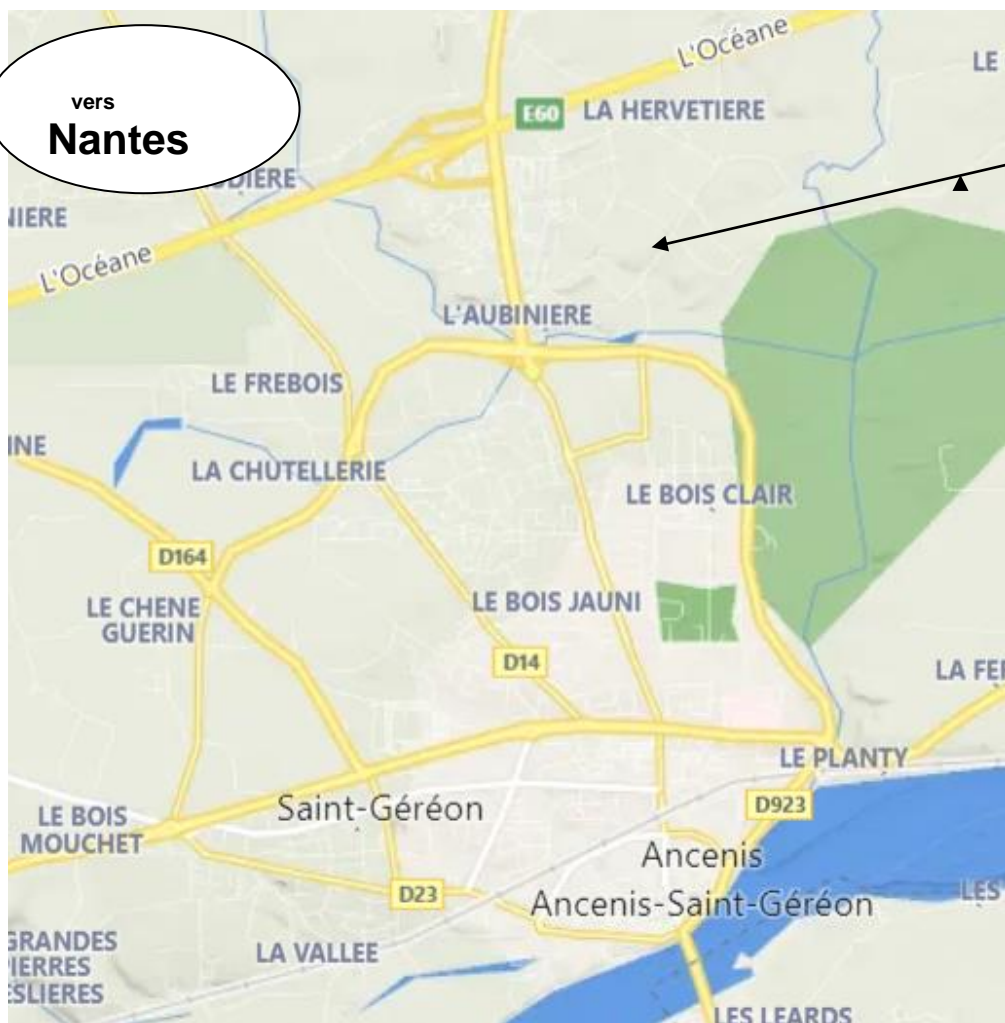 L'Océane
LE
vers
Nantes
E60
LA HERVETIERE
L'Océane
L'AUBINIERE
LE FREBOIS
LA CHUTELLERIE
LE BOIS CLAIR
D164
LE CHENE
GUERIN
LE BOIS JAUNI
D14
LE PLANTY
LE BOIS
MOUCHET
Saint-Géréon
D923
Ancenis
D23
Ancenis-Saint-Géréon
LA VALLEE
GRANDES
LES LEARDS